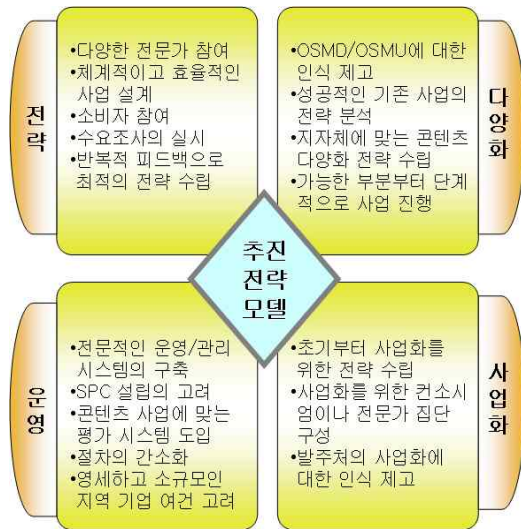 전략
•다양한 전문가 참여
•체계적이고 효율적인
사업 설계
•소비자 참여
•수요조사의 실시
•반복적 피드백으로
최적의 전략 수립
다양화
•OSMD/OSMU에 대한
인식 제고
•성공적인 기존 사업의
전략 분석
•지자체에 맞는 콘텐츠
다양화 전략 수립
•가능한 부분부터 단계
적으로 사업 진행
추진
전략
모델
운영
•전문적인 운영/관리
시스템의 구축
•SPC 설립의 고려
•콘텐츠 사업에 맞는
평가 시스템 도입
•절차의 간소화
•영세하고 소규모인
지역 기업 여건 고려
사업화
•초기부터 사업화를
위한 전략 수립
•사업화를 위한 컨소시
엄이나 전문가 집단
구성
•발주처의 사업화에
대한 인식 제고